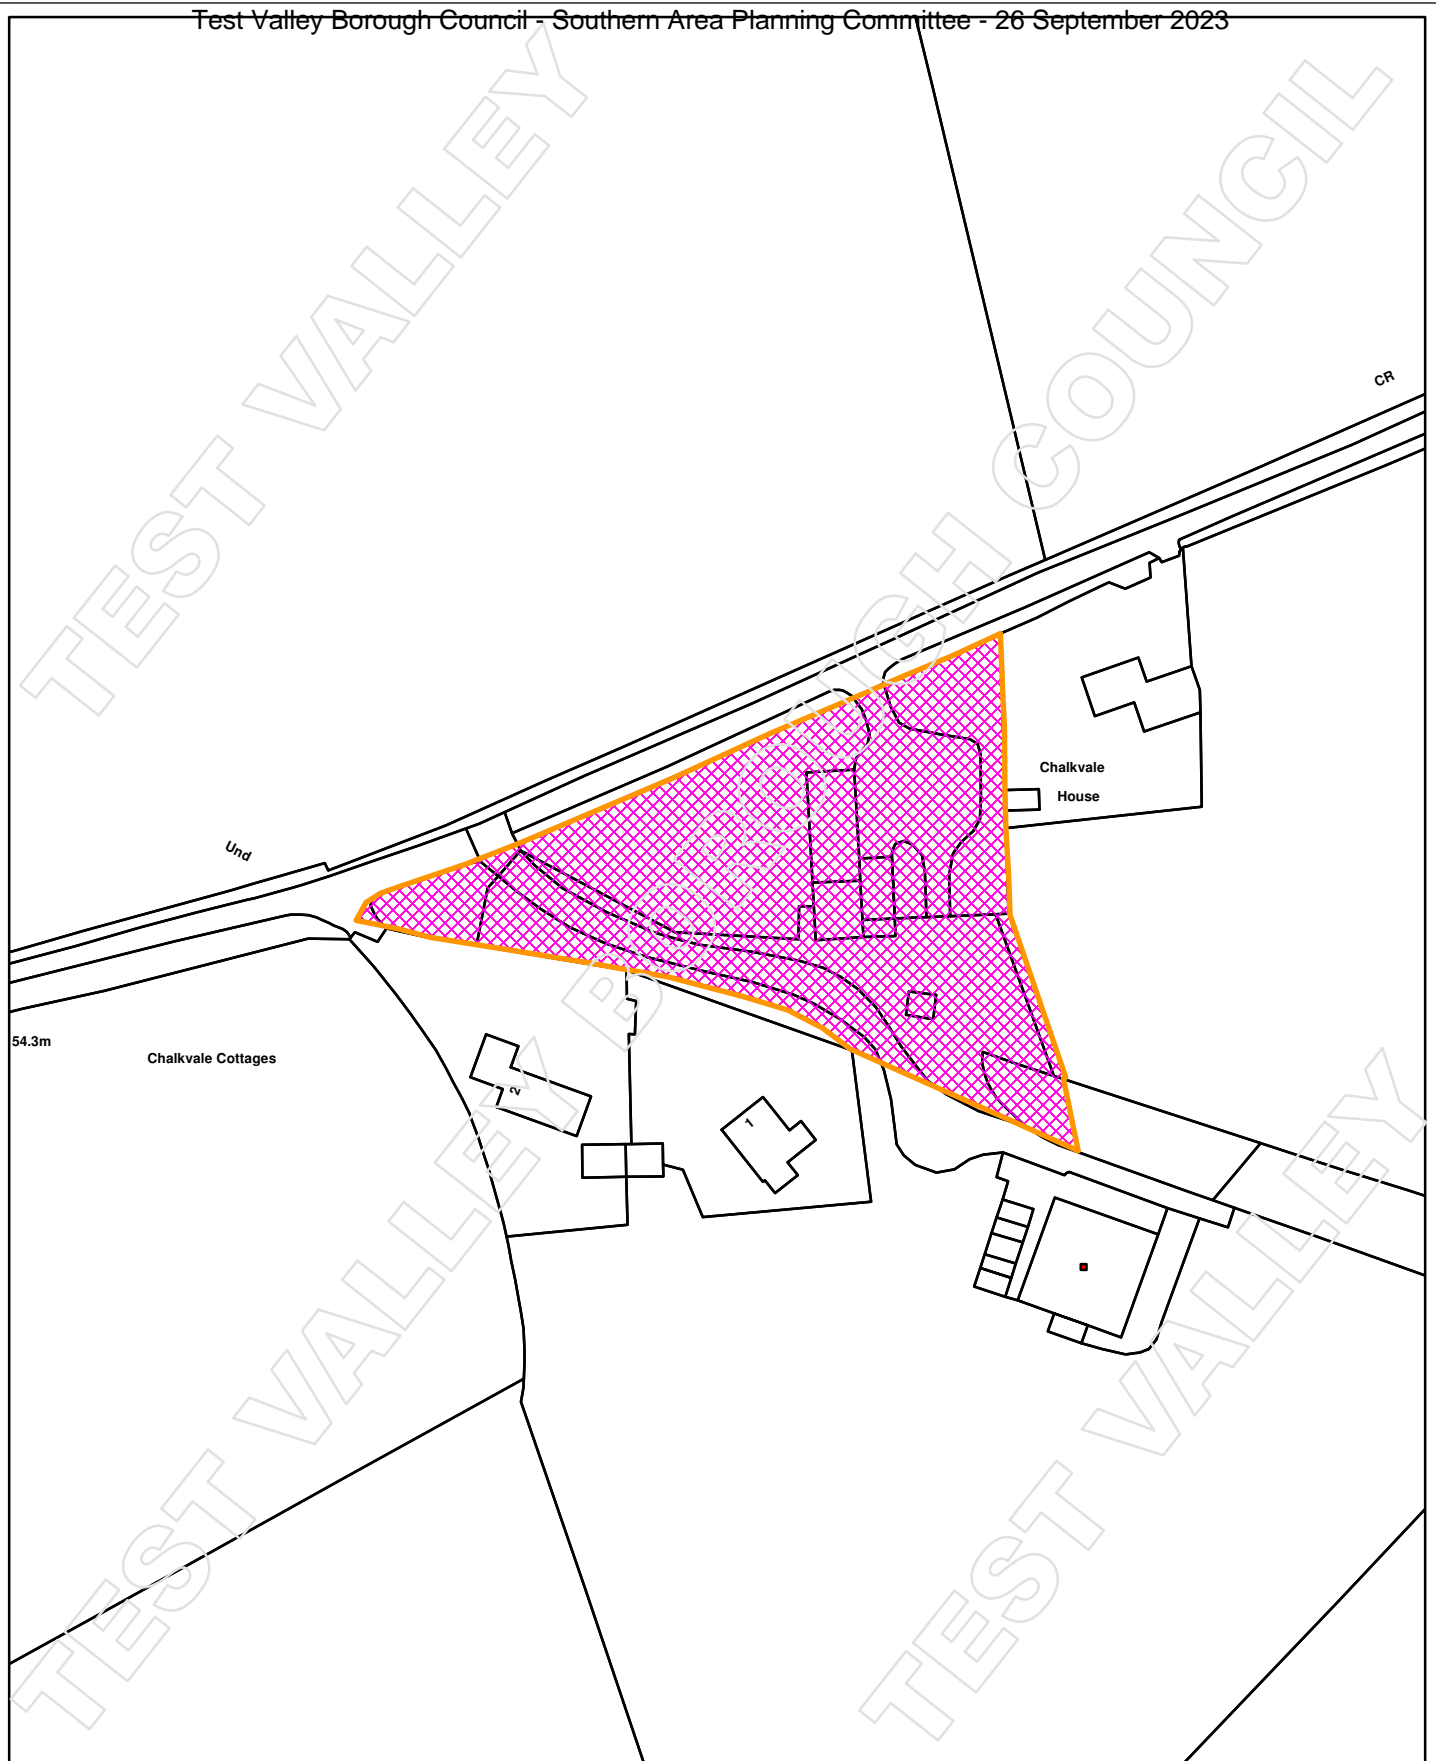 Test Valley Borough Council - Southern Area Planning Committee - 26 September 2023
TEST VALLEY BOROUGH COUNCIL
CR
Chalkvale
House
Und
54.3m
Chalkvale Cottages
2
1
TEST VALLEY
TEST VALLEY
TEST VALLEY